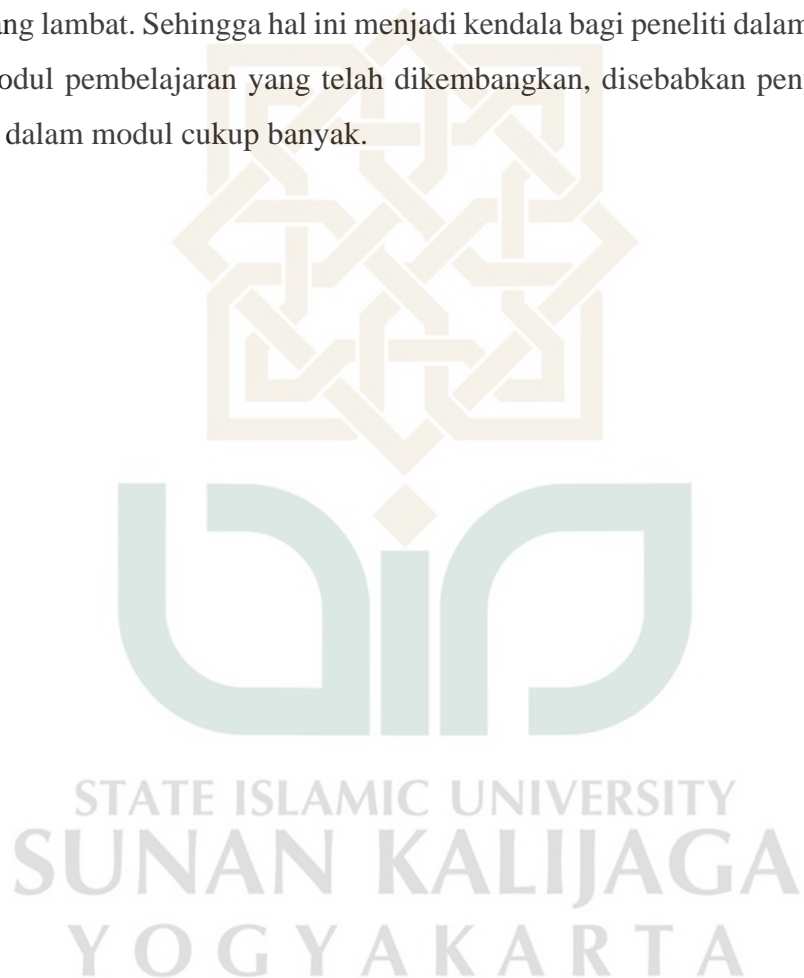 ang lambat. Sehingga hal ini menjadi kendala bagi peneliti dalam
odul pembelajaran yang telah dikembangkan, disebabkan pen
dalam modul cukup banyak.
STATE ISLAMIC UNIVERSITY
SUNAN KALIJAGA
YOGYAKARTA